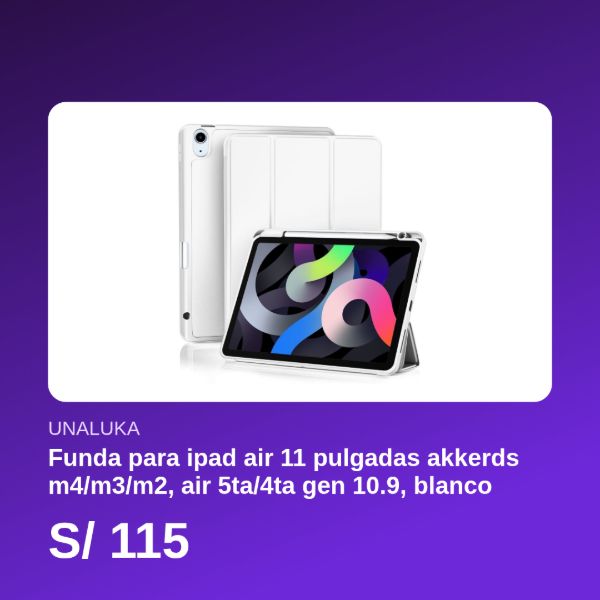 UNALUKA
Funda para ipad air 11 pulgadas akkerds
m4/m3/m2, air 5ta/4ta gen 10.9, blanco
S/ 115